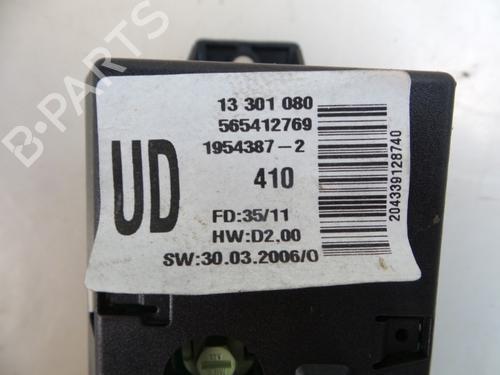 B-PARTS
13 301 080
565412769
1954387-2
UD
410
FD:35/11
HW:D2,00
SW:30.03.2006/0
204339128740